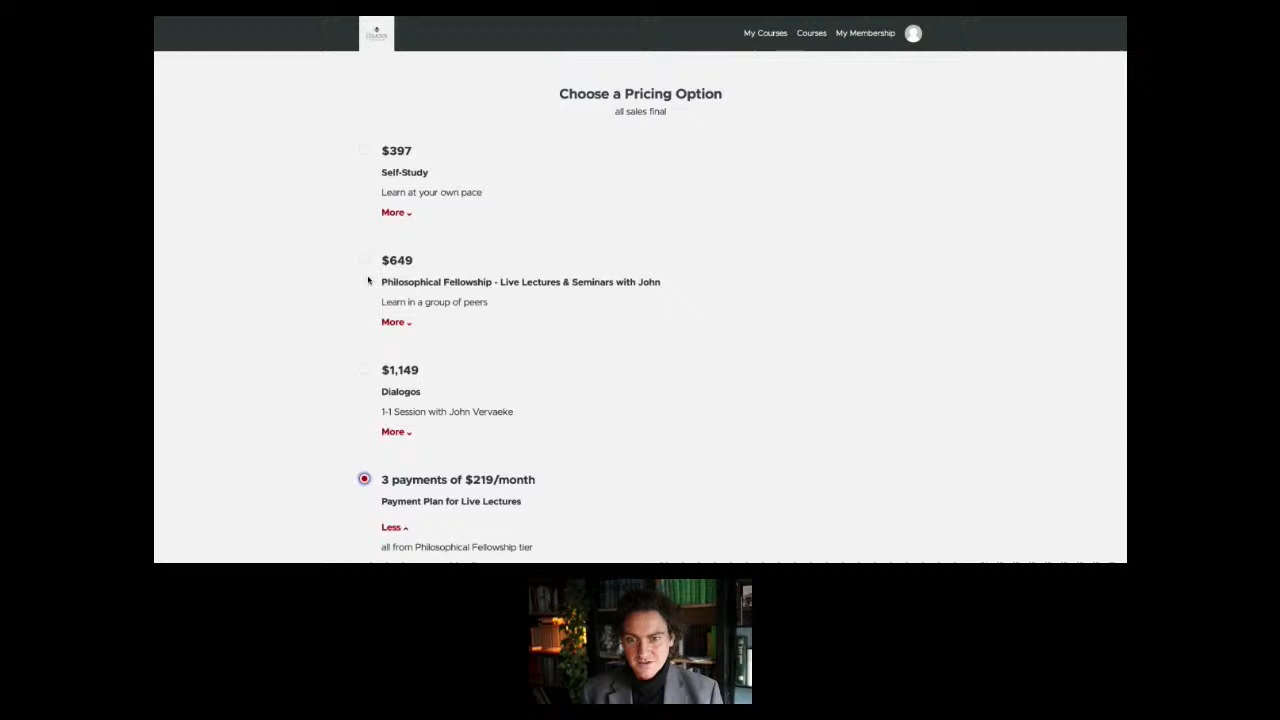 My Courses Courses My Membership
Choose a Pricing Option
all sales final
$397
Self-Study
Learn at your own pace
More
$649
Philosophical Fellowship - Live Lectures & Seminars with John
Learn in a group of peers
More
$1,149
Dialogos
1-1 Session with John Vervaeke
More
3 payments of $219/month
Payment Plan for Live Lectures
Less
all from Philosophical Fellowship tier